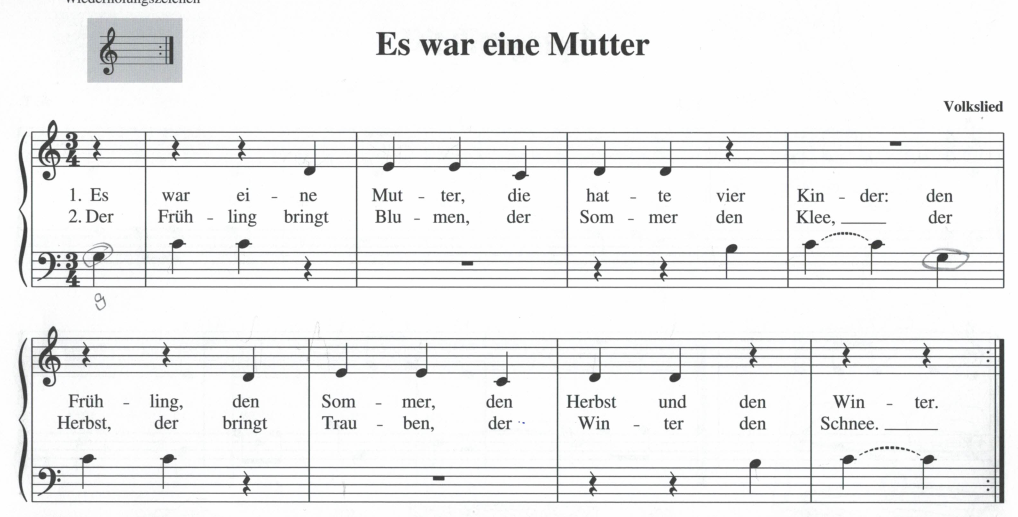 Wiederholungszeichen
Es war eine Mutter
Volkslied
3 4
1. Es war ei - ne Mut - ter, die hat - te vier Kin - der: den
2. Der Früh - ling bringt Blu - men, der Som - mer den Klee, der
3 4
g
Früh - ling, den Som - mer, den Herbst und den Win - ter.
Herbst, der bringt Trau - ben, der Win - ter den Schnee.